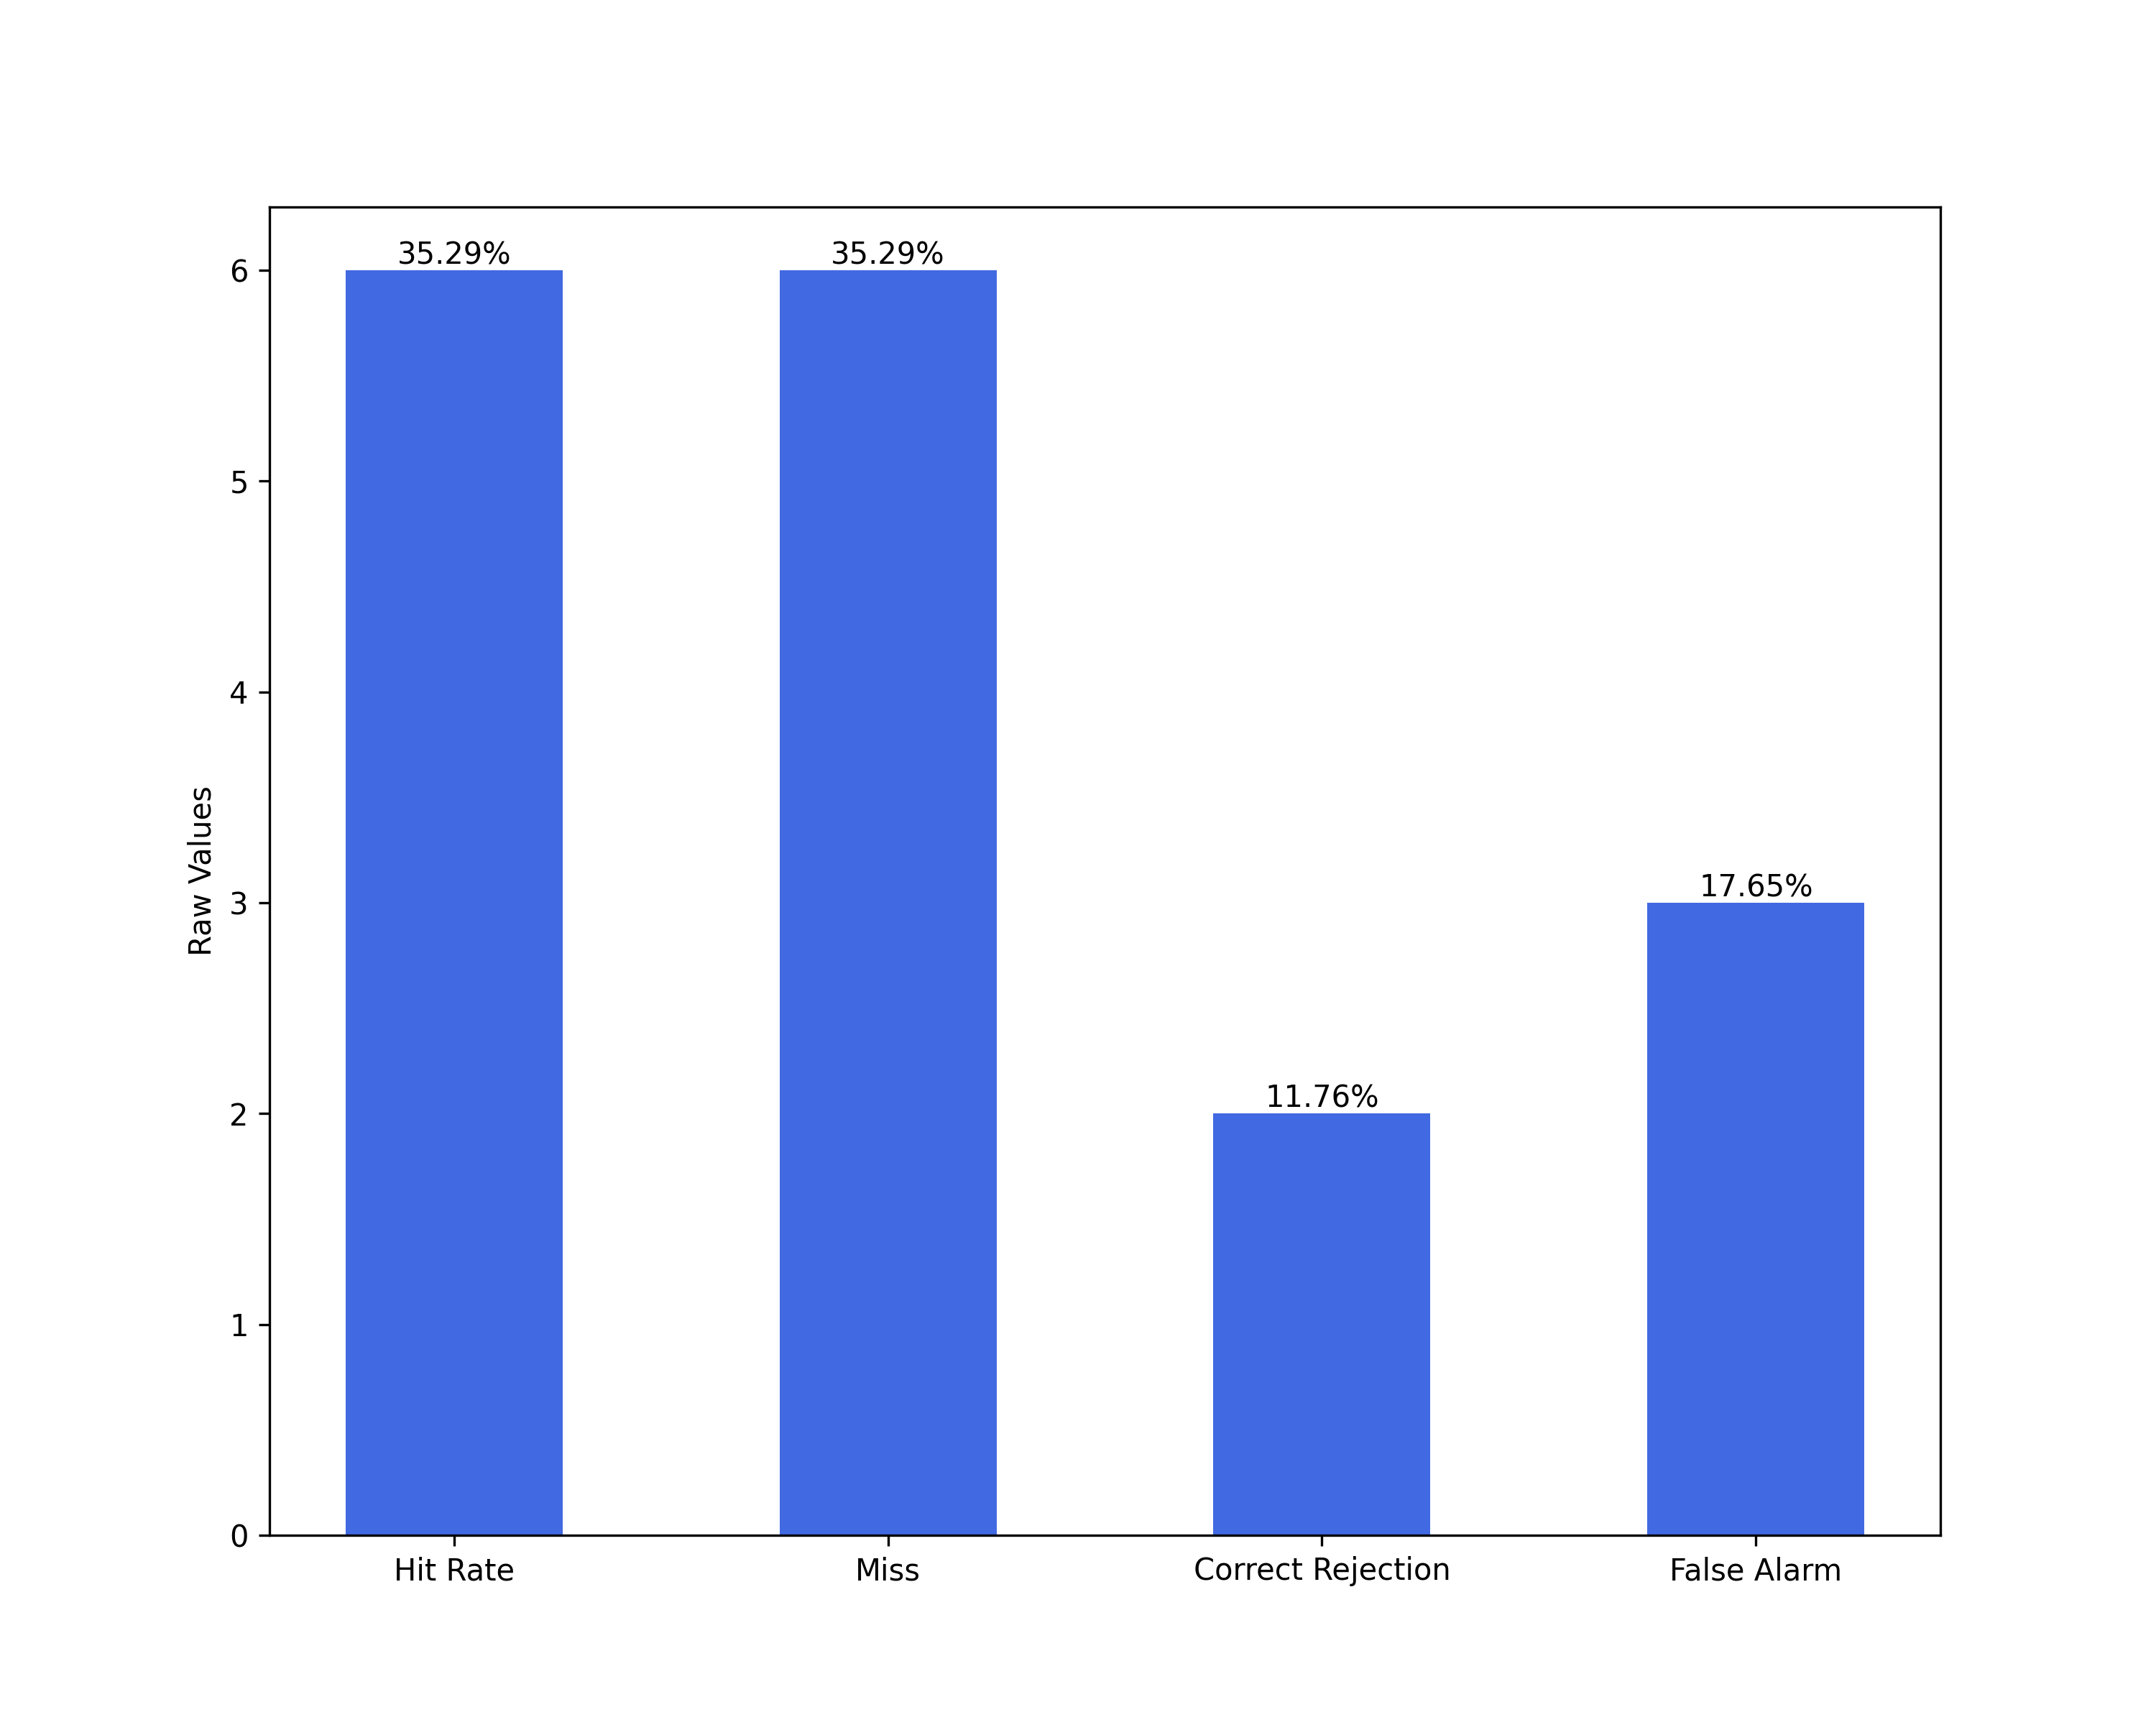 35.29%
35.29%
11.76%
17.65%
6
5
4
3
2
1
0
Raw Values
Hit Rate
Miss
Correct Rejection
False Alarm